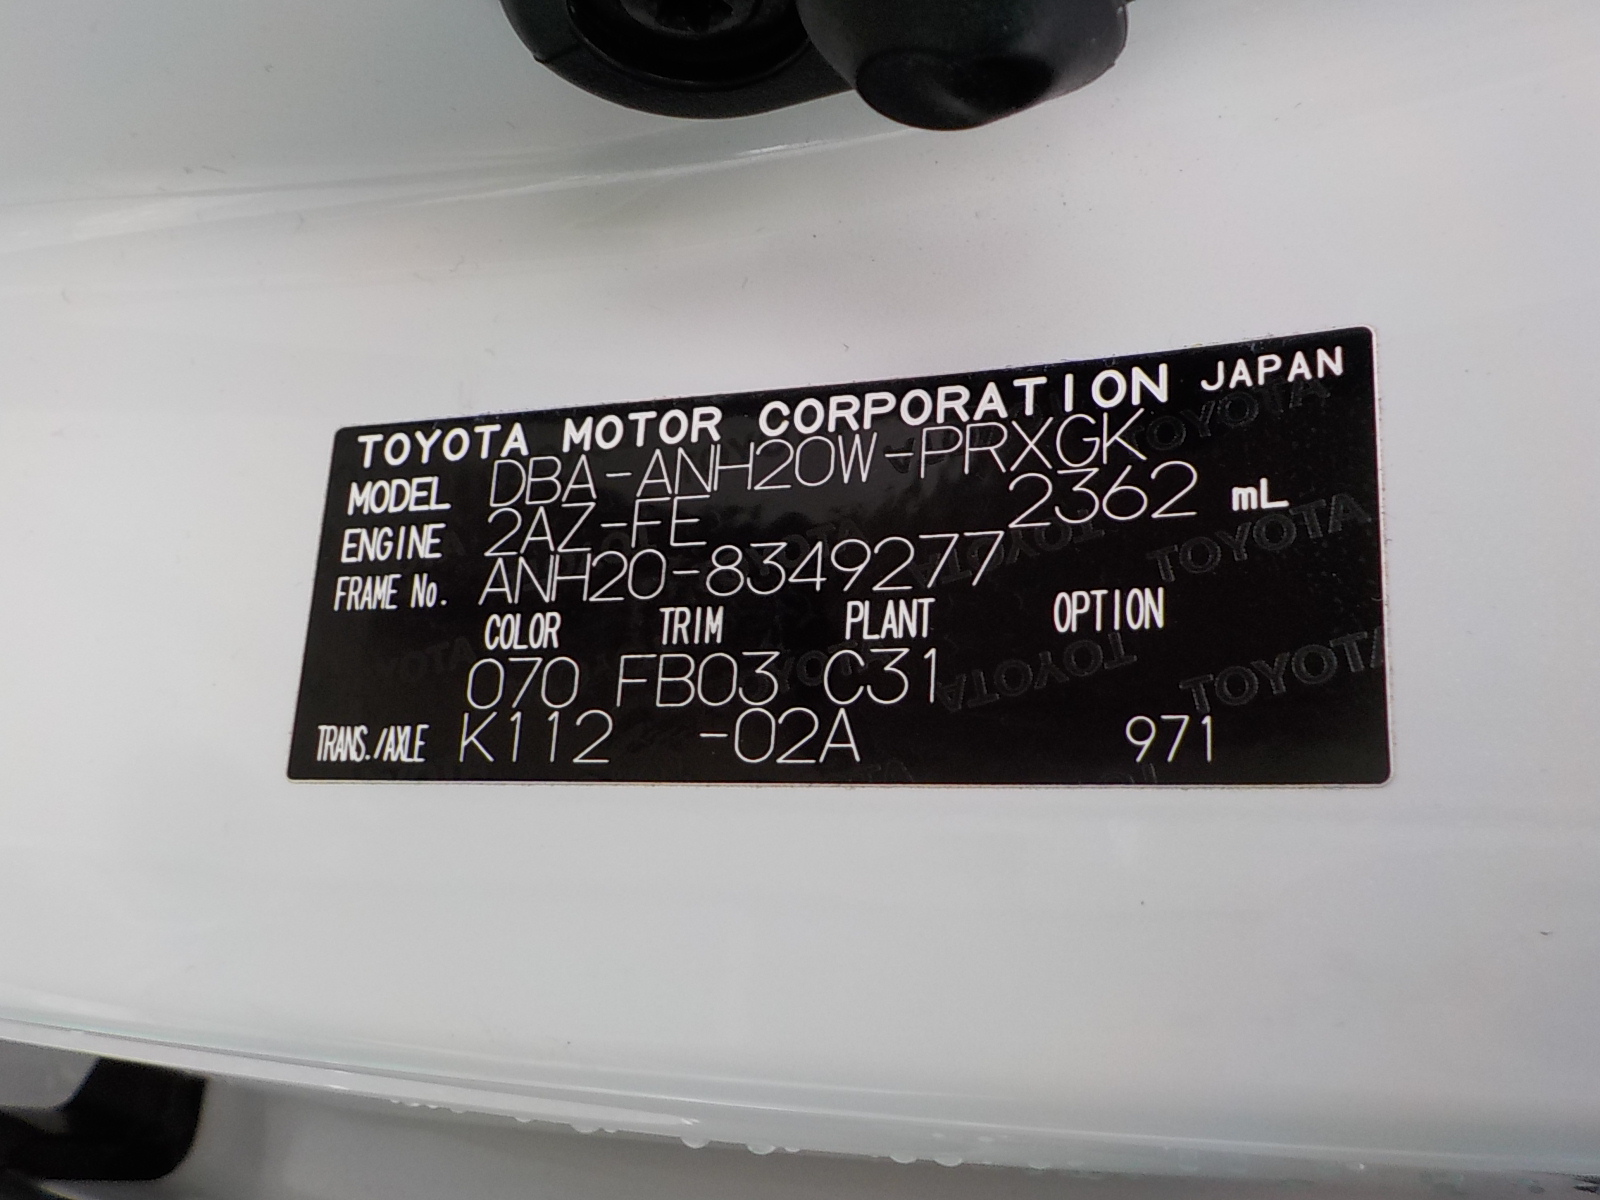 TOYOTA MOTOR CORPORATION JAPAN
MODEL DBA-ANH20W-PRXGK
ENGINE 2AZ-FE 2362 mL
FRAME No. ANH20-8349277
COLOR TRIM PLANT OPTION
070 FB03 C31
TRANS./AXLE K112 -02A 971